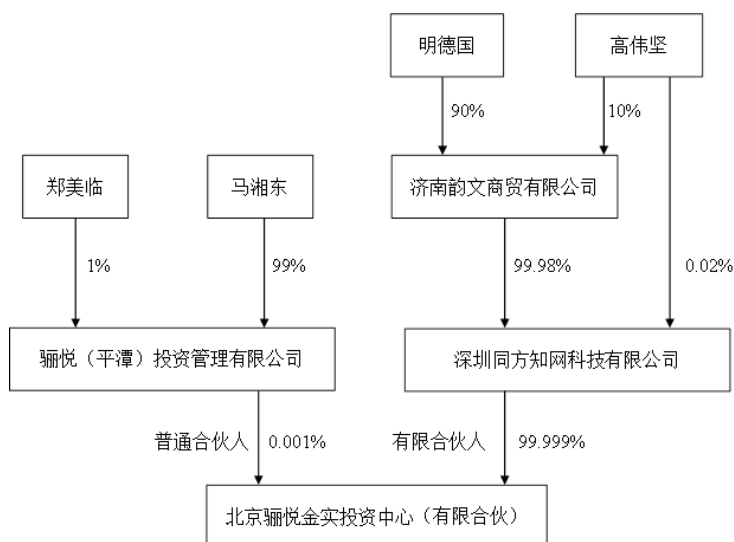 明德国
高伟坚
90%
10%
郑美临
马湘东
济南韵文商贸有限公司
1%
99%
99.98%
0.02%
骊悦（平潭）投资管理有限公司
深圳同方知网科技有限公司
普通合伙人 0.001%
有限合伙人 99.999%
北京骊悦金实投资中心（有限合伙）